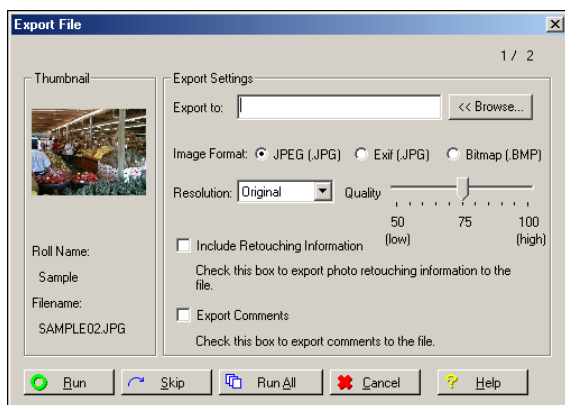 Export File
1 / 2
Thumbnail
Export Settings
Export to:
<< Browse...
Image Format: JPEG (.JPG) Exif (.JPG) Bitmap (.BMP)
Resolution: Original Quality
50 75 100
(low) (high)
Roll Name:
Sample
Filename:
SAMPLE02.JPG
Include Retouching Information
Check this box to export photo retouching information to the
file.
Export Comments
Check this box to export comments to the file.
Run Skip Run All Cancel Help